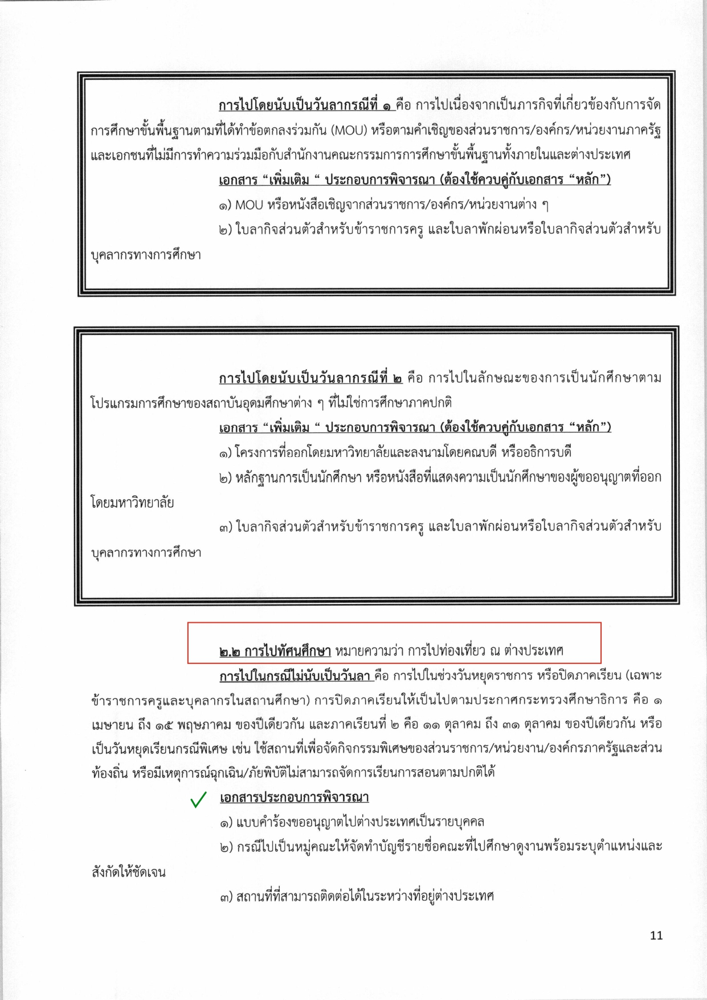 การไปโดยนับเป็นวันลากรณีที่ ๑ คือ การไปเนื่องจากเป็นภารกิจที่เกี่ยวข้องกับการจัด
การศึกษาขั้นพื้นฐานตามที่ได้ทำข้อตกลงร่วมกัน (MOU) หรือตามคำเชิญของส่วนราชการ/องค์กร/หน่วยงานภาครัฐ
และเอกชนที่ไม่มีการทำความร่วมมือกับสำนักงานคณะกรรมการการศึกษาขั้นพื้นฐานทั้งภายในและต่างประเทศ
เอกสาร “เพิ่มเติม “ ประกอบการพิจารณา (ต้องใช้ควบคู่กับเอกสาร “หลัก”)
๑) MOU หรือหนังสือเชิญจากส่วนราชการ/องค์กร/หน่วยงานต่าง ๆ
๒) ใบลากิจส่วนตัวสำหรับข้าราชการครู และใบลาพักผ่อนหรือใบลากิจส่วนตัวสำหรับ
บุคลากรทางการศึกษา
การไปโดยนับเป็นวันลากรณีที่ ๒ คือ การไปในลักษณะของการเป็นนักศึกษาตาม
โปรแกรมการศึกษาของสถาบันอุดมศึกษาต่าง ๆ ที่ไม่ใช่การศึกษาภาคปกติ
เอกสาร “เพิ่มเติม “ ประกอบการพิจารณา (ต้องใช้ควบคู่กับเอกสาร “หลัก”)
๑) โครงการที่ออกโดยมหาวิทยาลัยและลงนามโดยคณบดี หรืออธิการบดี
๒) หลักฐานการเป็นนักศึกษา หรือหนังสือที่แสดงความเป็นนักศึกษาของผู้ขออนุญาตที่ออก
โดยมหาวิทยาลัย
๓) ใบลากิจส่วนตัวสำหรับข้าราชการครู และใบลาพักผ่อนหรือใบลากิจส่วนตัวสำหรับ
บุคลากรทางการศึกษา
๒.๒ การไปทัศนศึกษา หมายความว่า การไปท่องเที่ยว ณ ต่างประเทศ
การไปในกรณีไม่นับเป็นวันลา คือ การไปในช่วงวันหยุดราชการ หรือปิดภาคเรียน (เฉพาะ
ข้าราชการครูและบุคลากรในสถานศึกษา) การปิดภาคเรียนให้เป็นไปตามประกาศกระทรวงศึกษาธิการ คือ ๑
เมษายน ถึง ๑๕ พฤษภาคม ของปีเดียวกัน และภาคเรียนที่ ๒ คือ ๑๑ ตุลาคม ถึง ๓๑ ตุลาคม ของปีเดียวกัน หรือ
เป็นวันหยุดเรียนกรณีพิเศษ เช่น ใช้สถานที่เพื่อจัดกิจกรรมพิเศษของส่วนราชการ/หน่วยงาน/องค์กรภาครัฐและส่วน
ท้องถิ่น หรือมีเหตุการณ์ฉุกเฉิน/ภัยพิบัติไม่สามารถจัดการเรียนการสอนตามปกติได้
เอกสารประกอบการพิจารณา
๑) แบบคำร้องขออนุญาตไปต่างประเทศเป็นรายบุคคล
๒) กรณีไปเป็นหมู่คณะให้จัดทำบัญชีรายชื่อคณะที่ไปศึกษาดูงานพร้อมระบุตำแหน่งและ
สังกัดให้ชัดเจน
๓) สถานที่ที่สามารถติดต่อได้ในระหว่างที่อยู่ต่างประเทศ
11